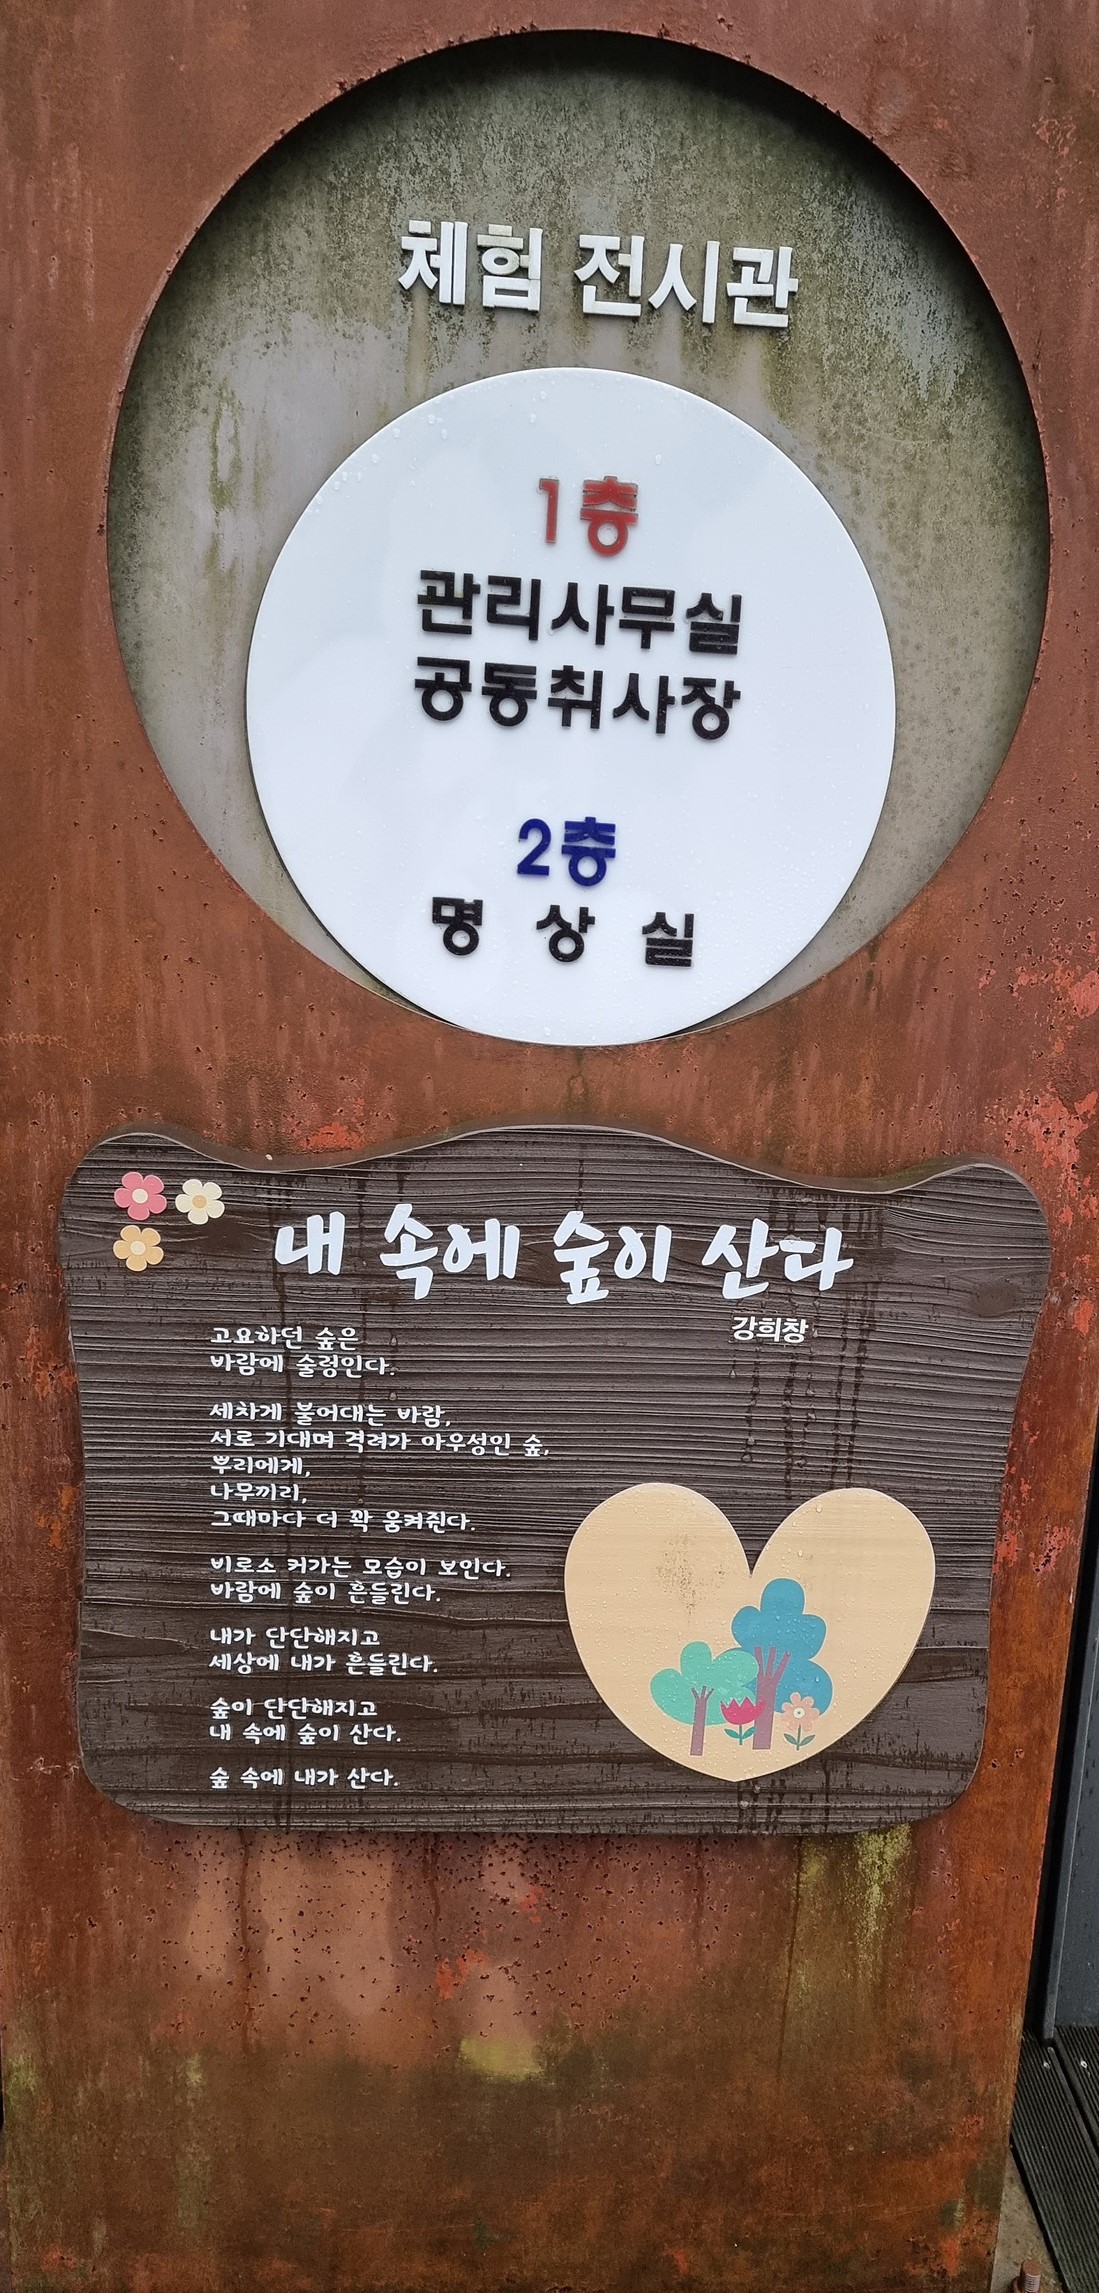 체험 전시관
1층
관리사무실
공동취사장
2층
명 상 실
내 속에 숲이 산다
강희창
고요하던 숲은
바람에 술렁인다.
세차게 불어대는 바람,
서로 기대며 격려가 아우성인 숲,
뿌리에게,
나무끼리,
그때마다 더 꽉 움켜쥔다.
비로소 커가는 모습이 보인다.
바람에 숲이 흔들린다.
내가 단단해지고
세상에 내가 흔들린다.
숲이 단단해지고
내 속에 숲이 산다.
숲 속에 내가 산다.